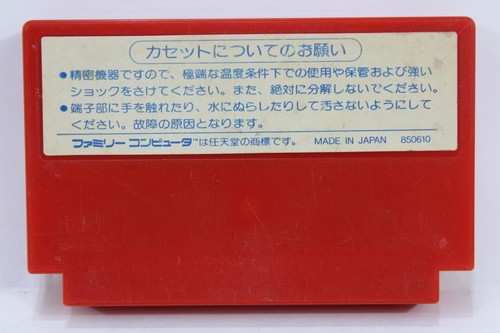 カセットについてのお願い
●精密機器ですので、極端な温度条件下での使用や保管および強い
ショックをさけてください。また、絶対に分解しないでください。
●端子部に手を触れたり、水にぬらしたりして汚さないようにして
ください。故障の原因となります。
ファミリー コンピュータ™は任天堂の商標です。 MADE IN JAPAN 850610